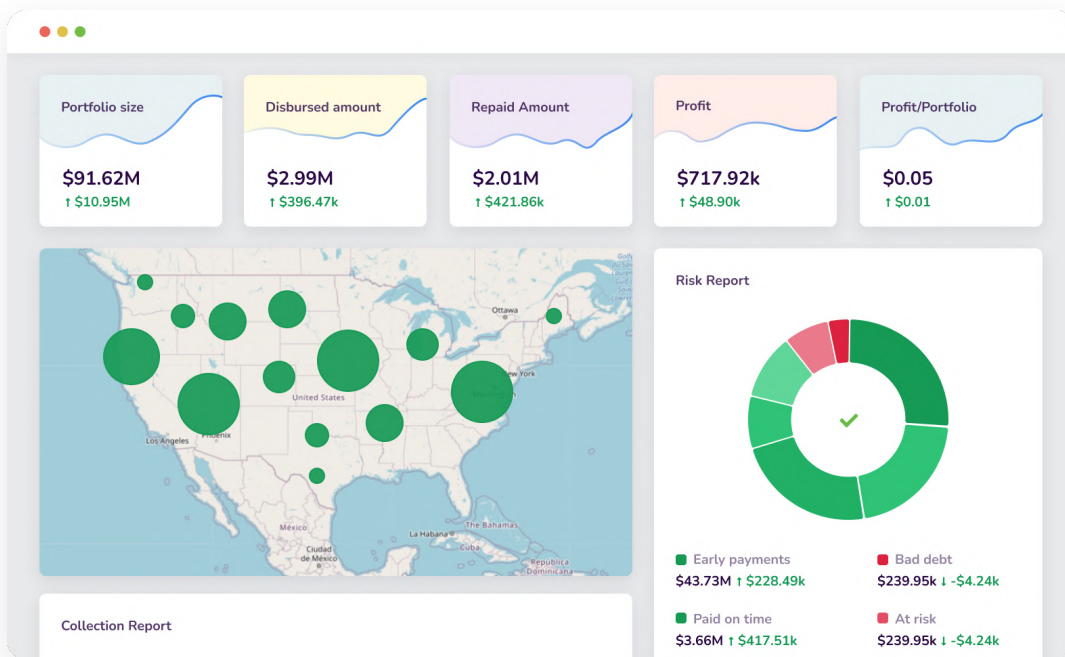 Portfolio size
$91.62M
↑ $10.95M
Disbursed amount
$2.99M
↑ $396.47k
Repaid Amount
$2.01M
↑ $421.86k
Profit
$717.92k
↑ $48.90k
Profit/Portfolio
$0.05
↑ $0.01
Ottawa
United States
Los Angeles
México
Ciudad
de México
La Habana
The Bahamas
Cuba
República
Dominicana
Risk Report
Early payments
$43.73M ↑ $228.49k
Bad debt
$239.95k ↓ -$4.24k
Paid on time
$3.66M ↑ $417.51k
At risk
$239.95k ↓ -$4.24k
Collection Report